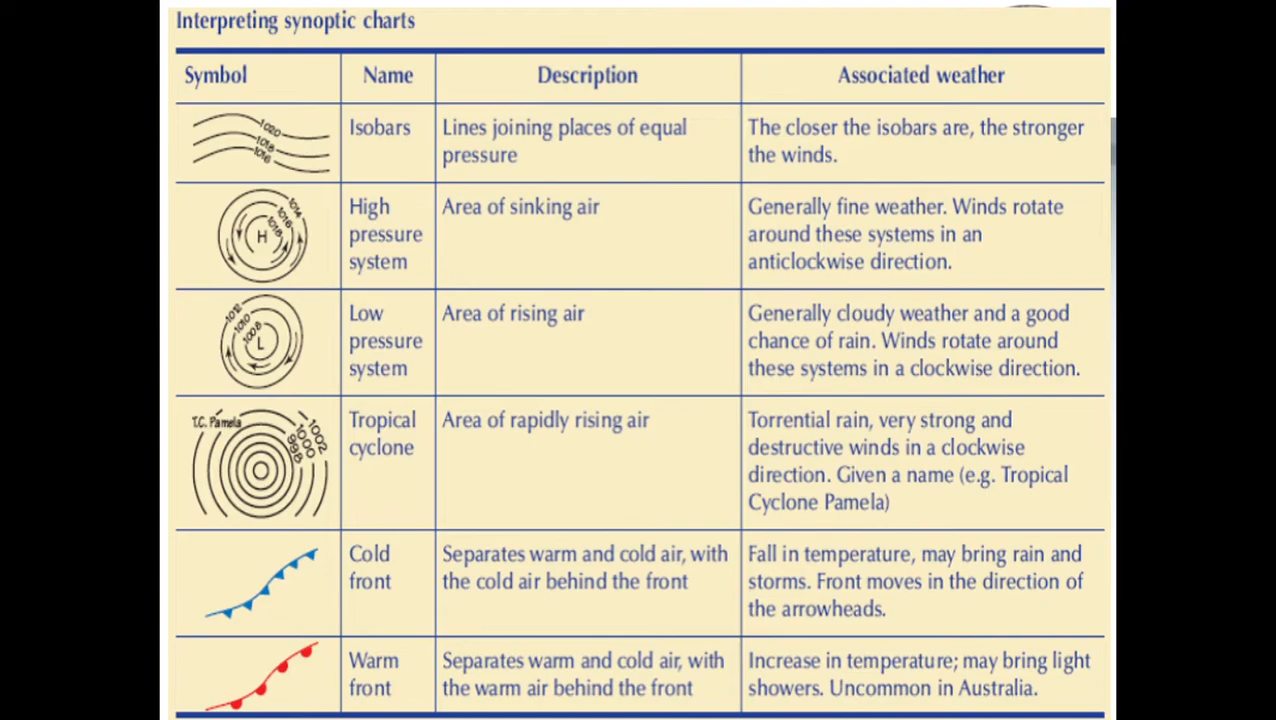 Interpreting synoptic charts
Symbol Name Description Associated weather
1020
1018
1016
Isobars
Lines joining places of equal
pressure
The closer the isobars are, the stronger
the winds.
1014
1016
1018
H
High
pressure
system
Area of sinking air
Generally fine weather. Winds rotate
around these systems in an
anticlockwise direction.
1012
1010
1008
L
Low
pressure
system
Area of rising air
Generally cloudy weather and a good
chance of rain. Winds rotate around
these systems in a clockwise direction.
T.C. Pamela
1002
1000
998
Tropical
cyclone
Area of rapidly rising air
Torrential rain, very strong and
destructive winds in a clockwise
direction. Given a name (e.g. Tropical
Cyclone Pamela)
Cold
front
Separates warm and cold air, with
the cold air behind the front
Fall in temperature, may bring rain and
storms. Front moves in the direction of
the arrowheads.
Warm
front
Separates warm and cold air, with
the warm air behind the front
Increase in temperature; may bring light
showers. Uncommon in Australia.